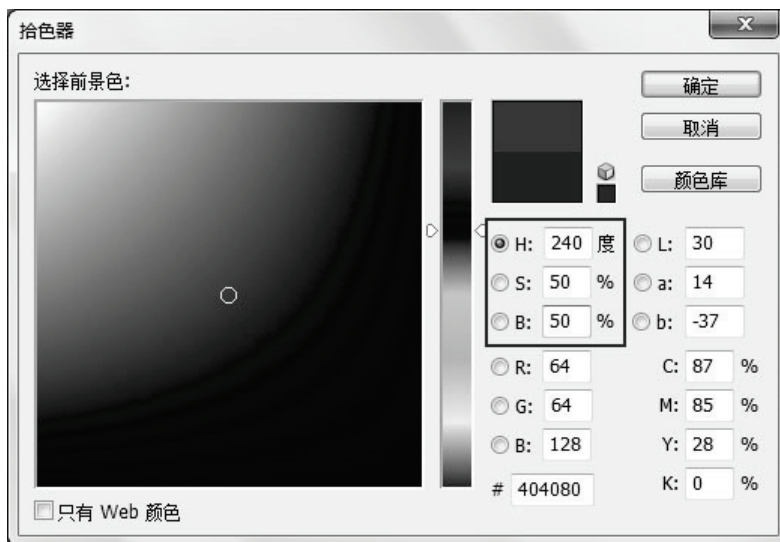 拾色器
选择前景色:
确定
取消
颜色库
H: 240 度
S: 50 %
B: 50 %
L: 30
a: 14
b: -37
R: 64
G: 64
B: 128
C: 87 %
M: 85 %
Y: 28 %
K: 0 %
# 404080
只有 Web 颜色